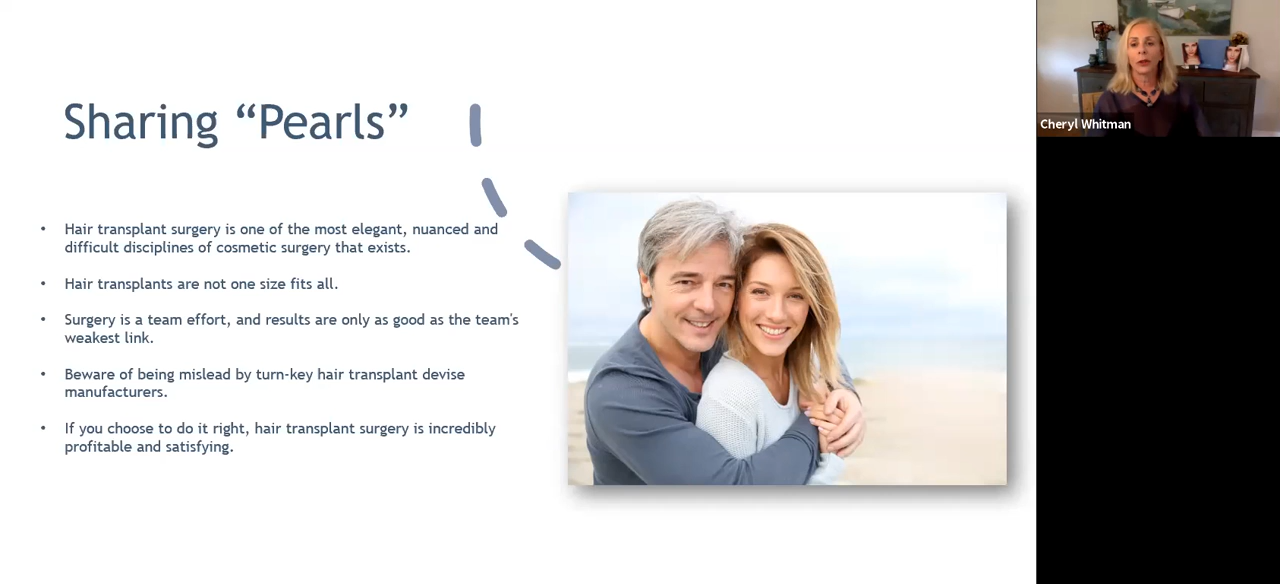 Sharing “Pearls”
• Hair transplant surgery is one of the most elegant, nuanced and
difficult disciplines of cosmetic surgery that exists.
• Hair transplants are not one size fits all.
• Surgery is a team effort, and results are only as good as the team's
weakest link.
• Beware of being mislead by turn-key hair transplant devise
manufacturers.
• If you choose to do it right, hair transplant surgery is incredibly
profitable and satisfying.
Cheryl Whitman